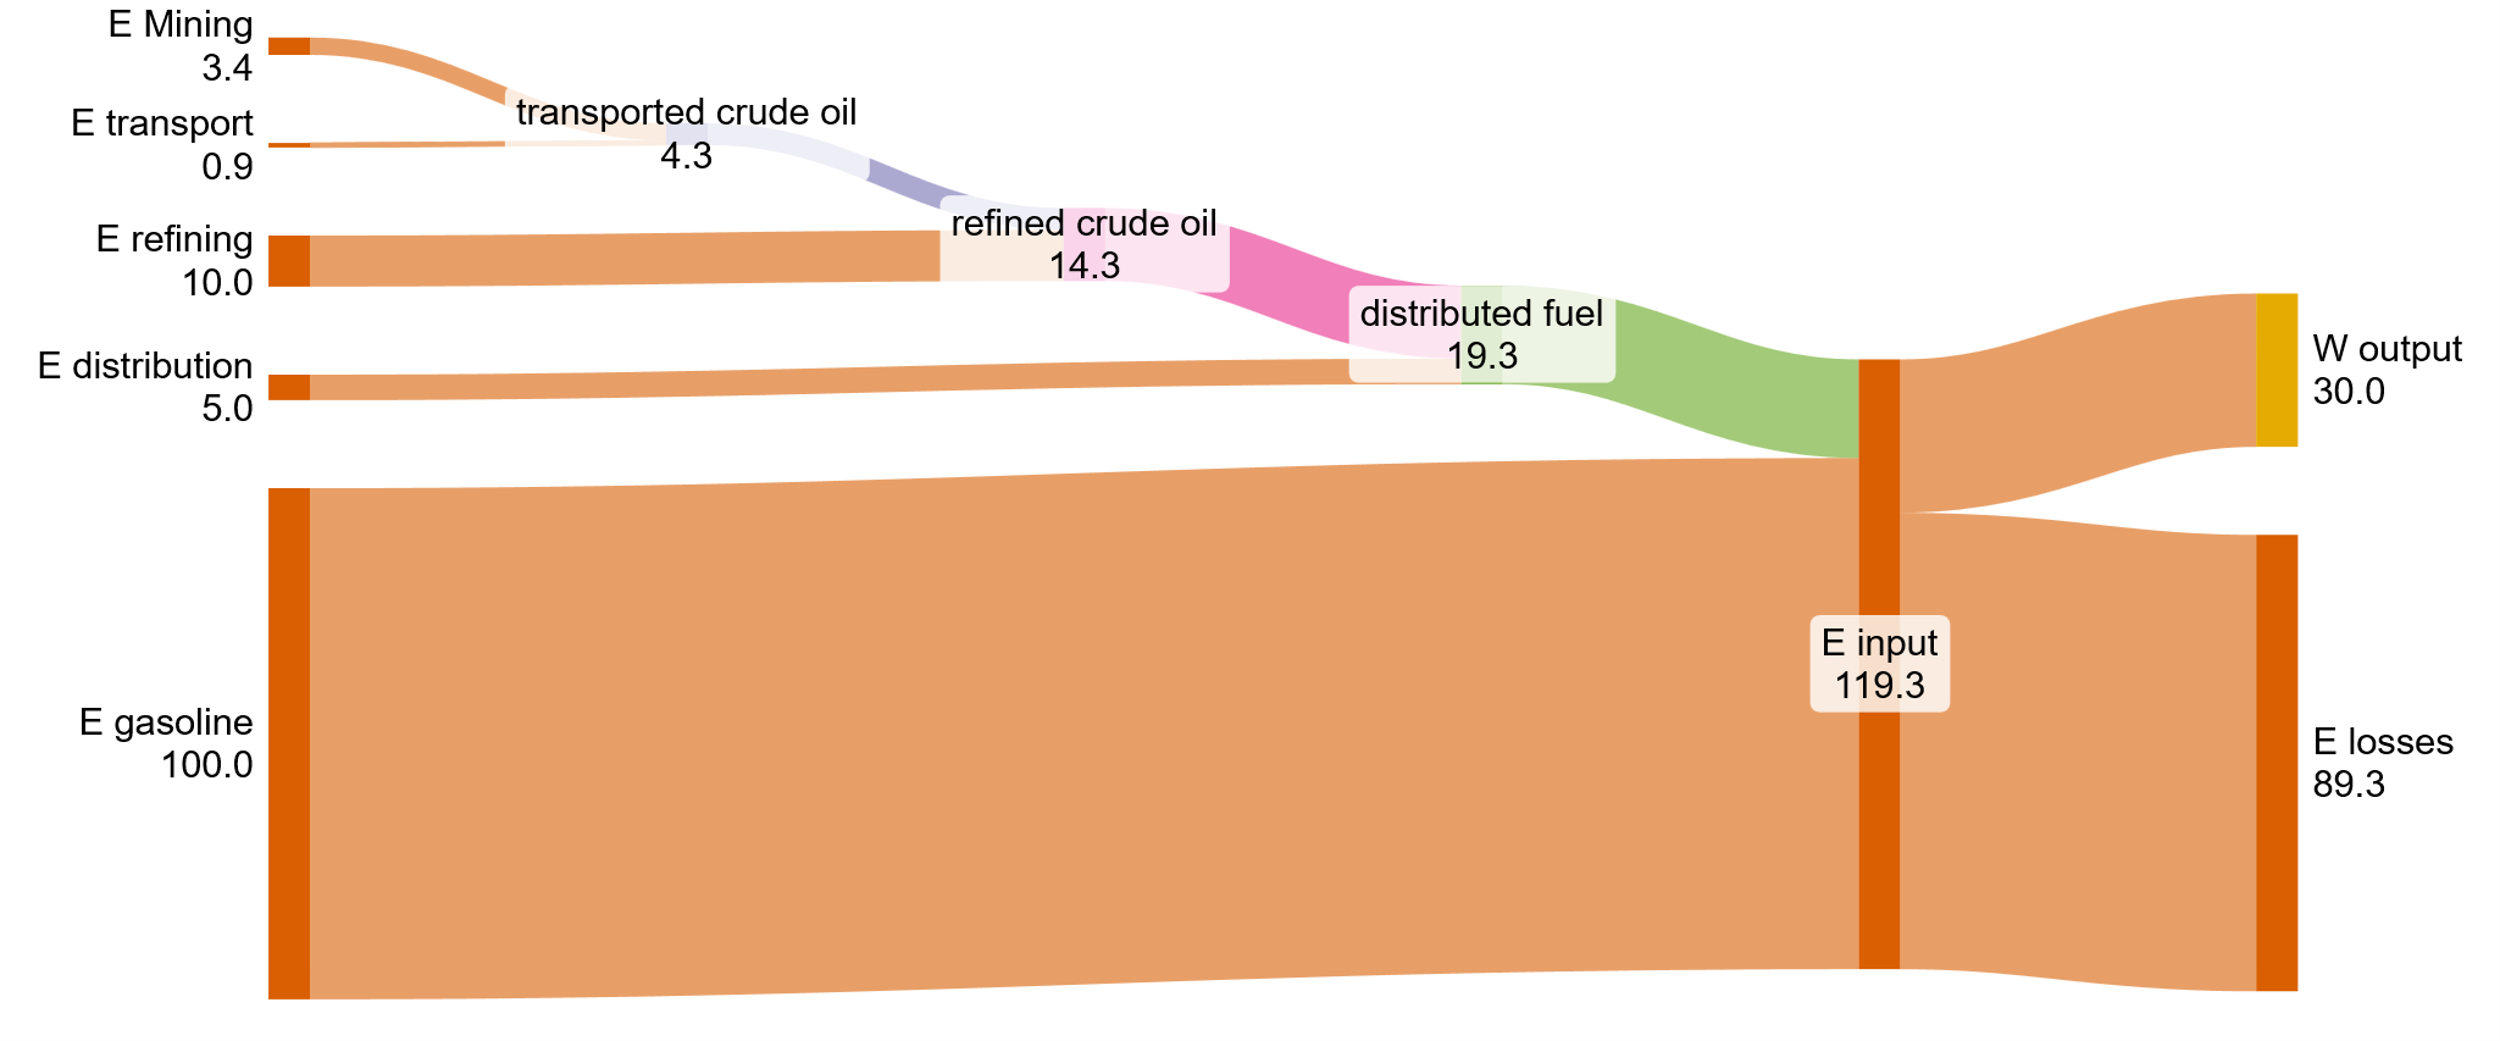 E Mining
3.4
E transport
0.9
transported crude oil
4.3
E refining
10.0
refined crude oil
14.3
E distribution
5.0
distributed fuel
19.3
W output
30.0
E gasoline
100.0
E input
119.3
E losses
89.3